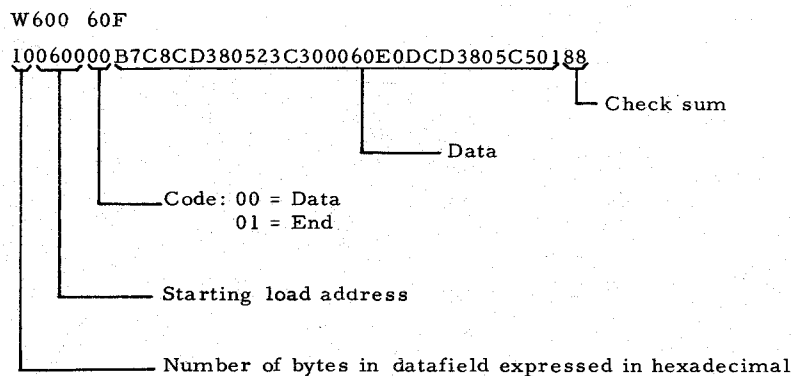 W600 60F
10060000B7C8CD380523C300060E0DCD3805C50188
Check sum
Data
Code: 00 = Data
01 = End
Starting load address
Number of bytes in datafield expressed in hexadecimal